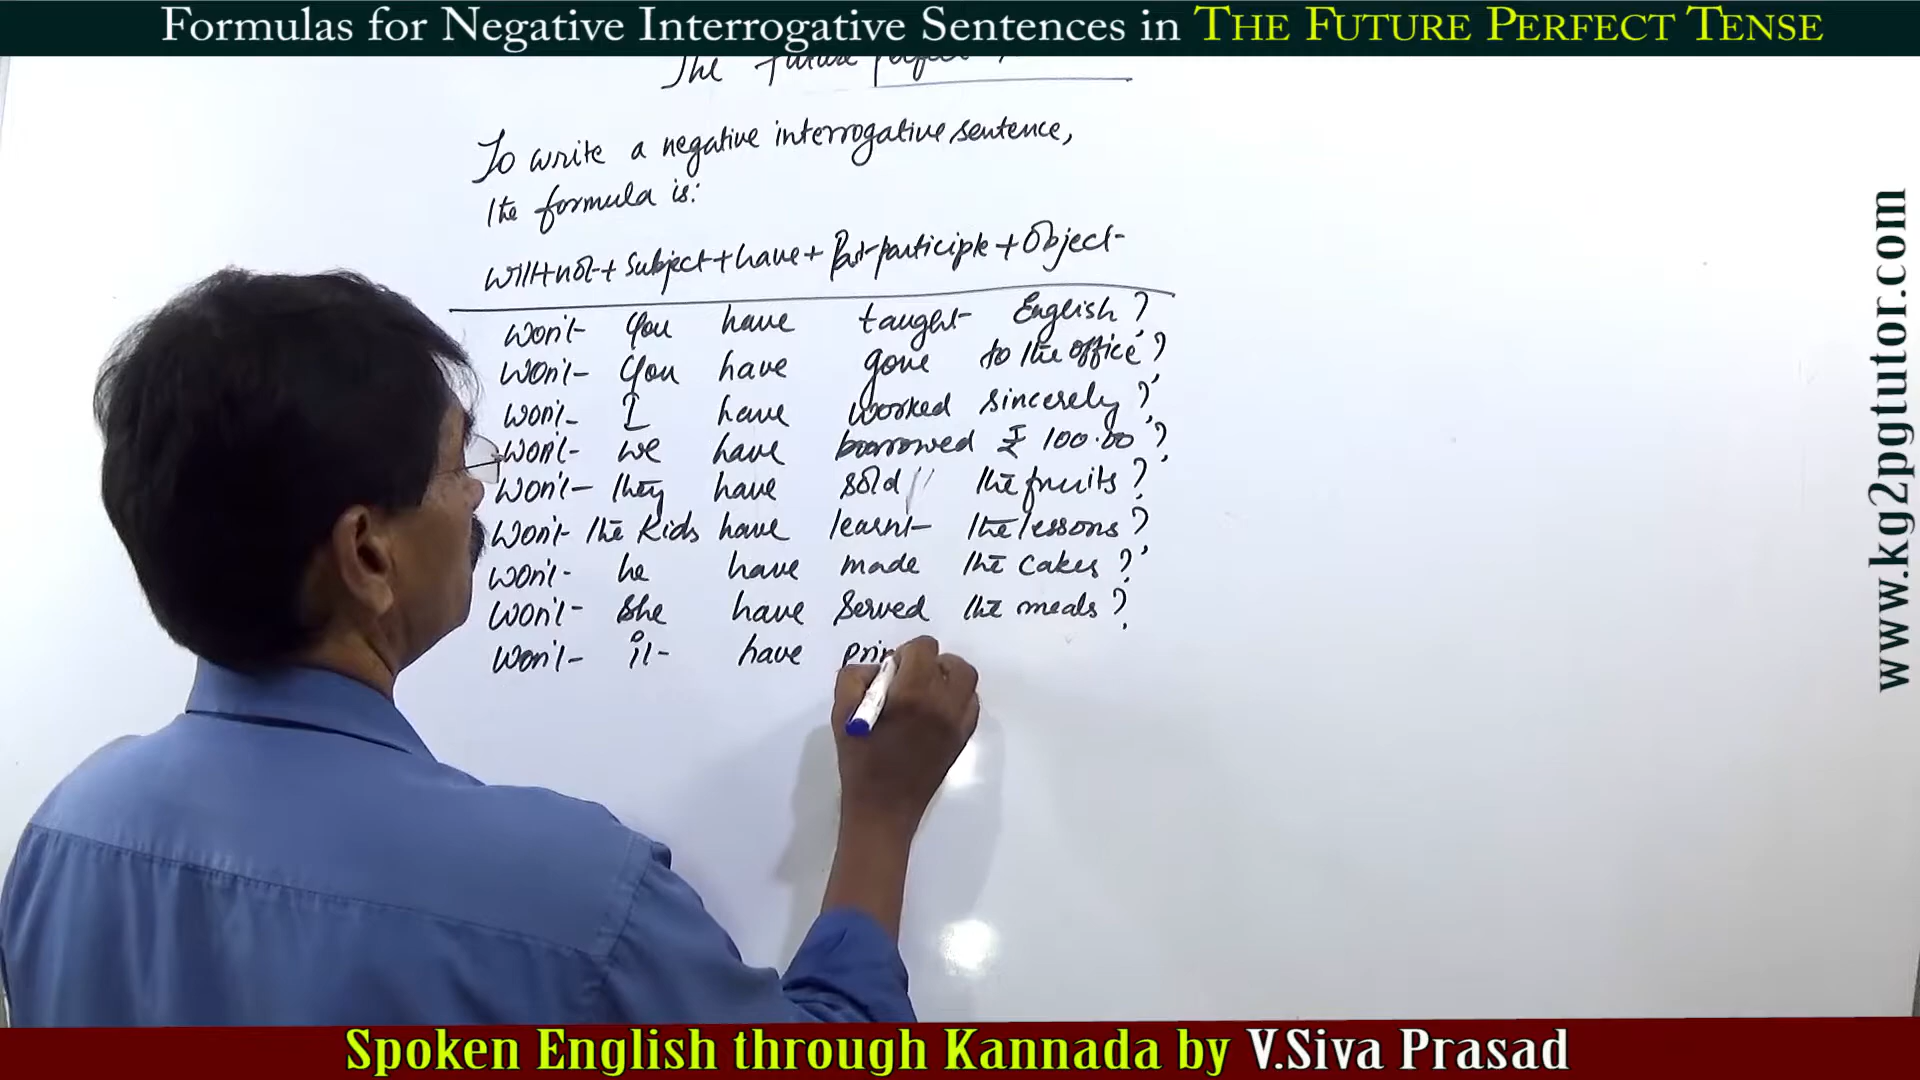 Formulas for Negative Interrogative Sentences in THE FUTURE PERFECT TENSE
The Future perfect
To write a negative interrogative sentence,
the formula is:
Will+not+Subject+have+Past participle+Object
Won't You have taught English?
Won't You have gone to the office?
Won't I have worked sincerely?
Won't we have borrowed ₹ 100.00?
Won't they have sold the fruits?
Won't the kids have learnt the lessons?
Won't he have made the cakes?
Won't She have Served the meals?
Won't it have prin
www.kg2pgtutor.com
Spoken English through Kannada by V.Siva Prasad